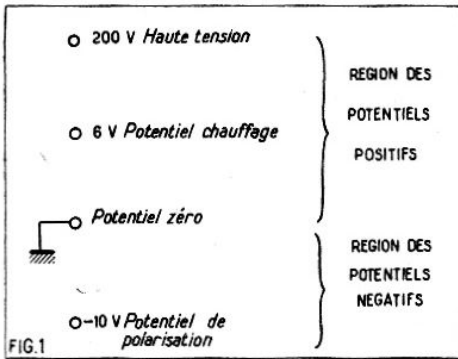 200 V Haute tension
REGION DES
POTENTIELS
POSITIFS
6 V Potentiel chauffage
Potentiel zéro
REGION DES
POTENTIELS
NEGATIFS
-10 V Potentiel de
polarisation
FIG.1